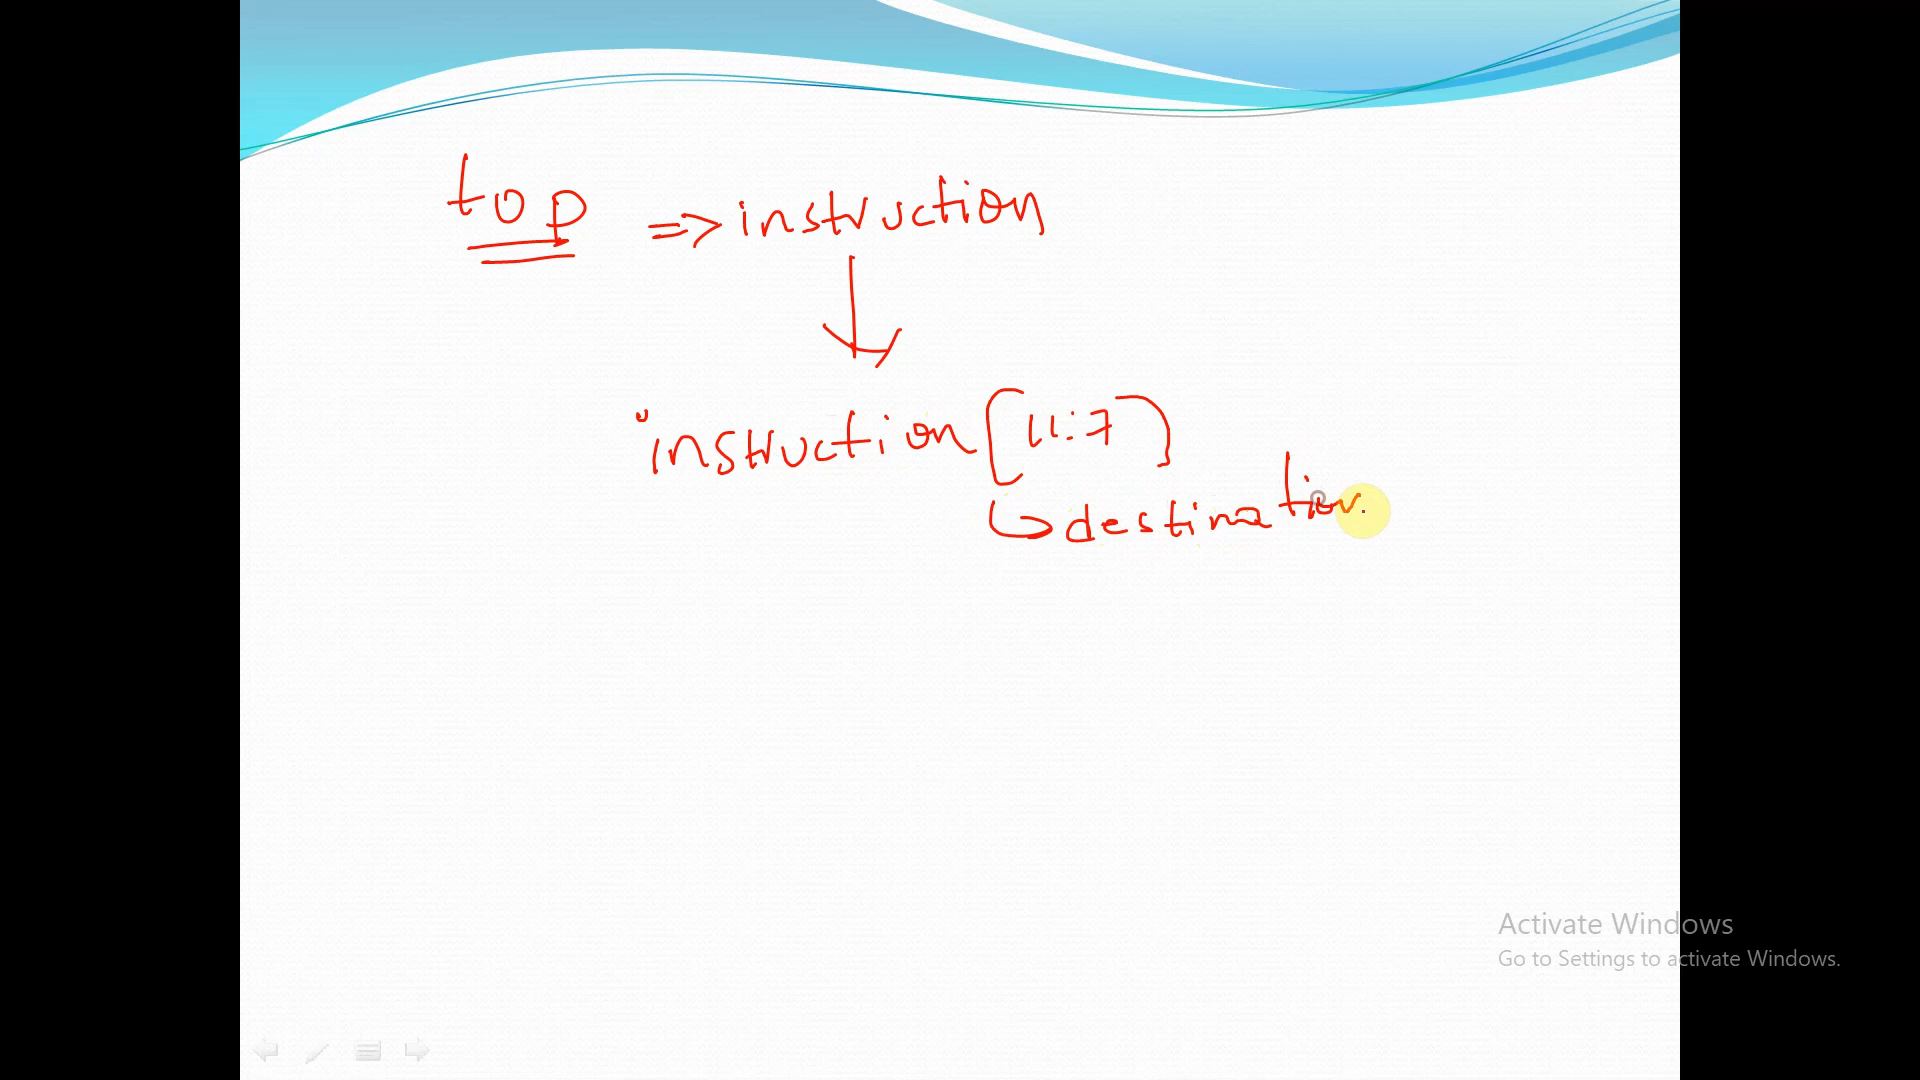 top => instruction
instruction[11:7]
destination
Activate Windows
Go to Settings to activate Windows.